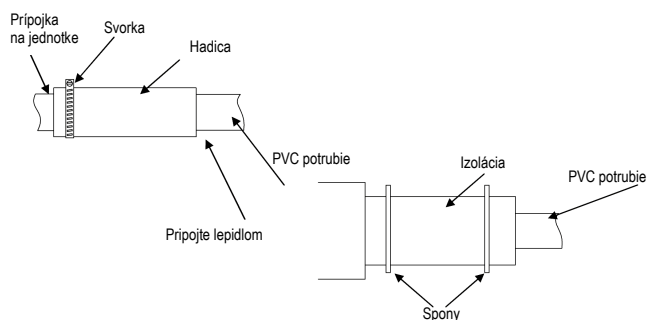 Prípojka
na jednotke
Svorka
Hadica
PVC potrubie
Pripojte lepidlom
Izolácia
PVC potrubie
Spony